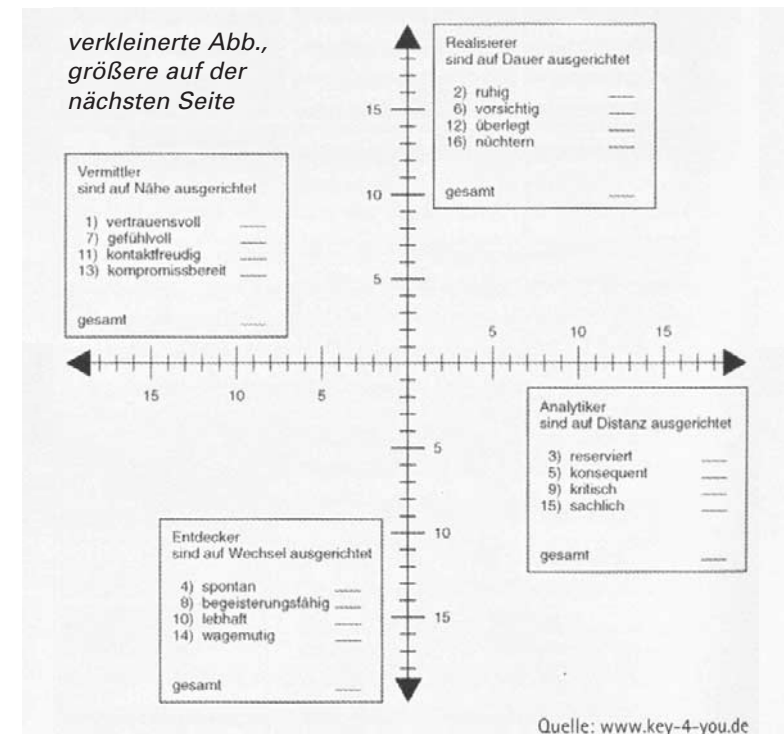 verkleinerte Abb.,
größere auf der
nächsten Seite
Realisierer
sind auf Dauer ausgerichtet
2) ruhig
6) vorsichtig
12) überlegt
16) nüchtern
gesamt
Vermittler
sind auf Nähe ausgerichtet
1) vertrauensvoll
7) gefühlvoll
11) kontaktfreudig
13) kompromissbereit
gesamt
15
10
5
5
10
15
15
10
5
5
10
15
Analytiker
sind auf Distanz ausgerichtet
3) reserviert
5) konsequent
9) kritisch
15) sachlich
gesamt
Entdecker
sind auf Wechsel ausgerichtet
4) spontan
8) begeisterungsfähig
10) lebhaft
14) wagemutig
gesamt
Quelle: www.key-4-you.de